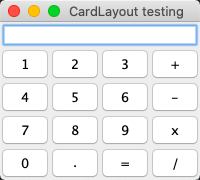 CardLayout testing
1 2 3 +
4 5 6 -
7 8 9 x
0 . = /